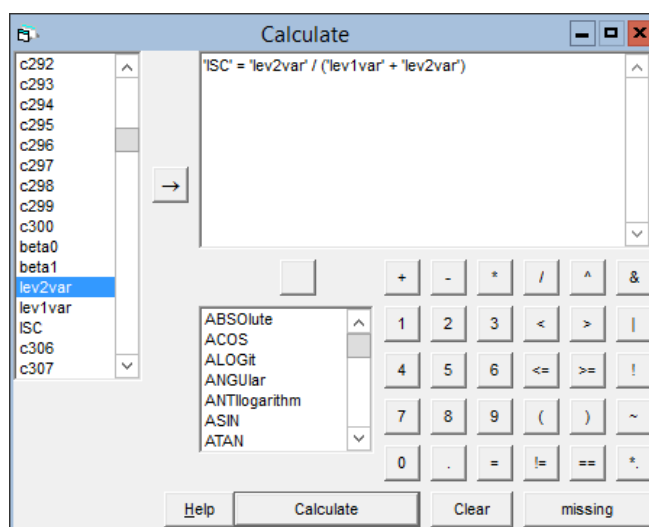 Calculate
c292
c293
c294
c295
c296
c297
c298
c299
c300
beta0
beta1
lev2var
lev1var
ISC
c306
c307
→
'ISC' = 'lev2var' / ('lev1var' + 'lev2var')
+ - * / ^ &
1 2 3 < > |
4 5 6 <= >= !
7 8 9 ( ) ~
0 . = != == *.
ABSOlute
ACOS
ALOGit
ANGUlar
ANTIlogarithm
ASIN
ATAN
Help Calculate Clear missing